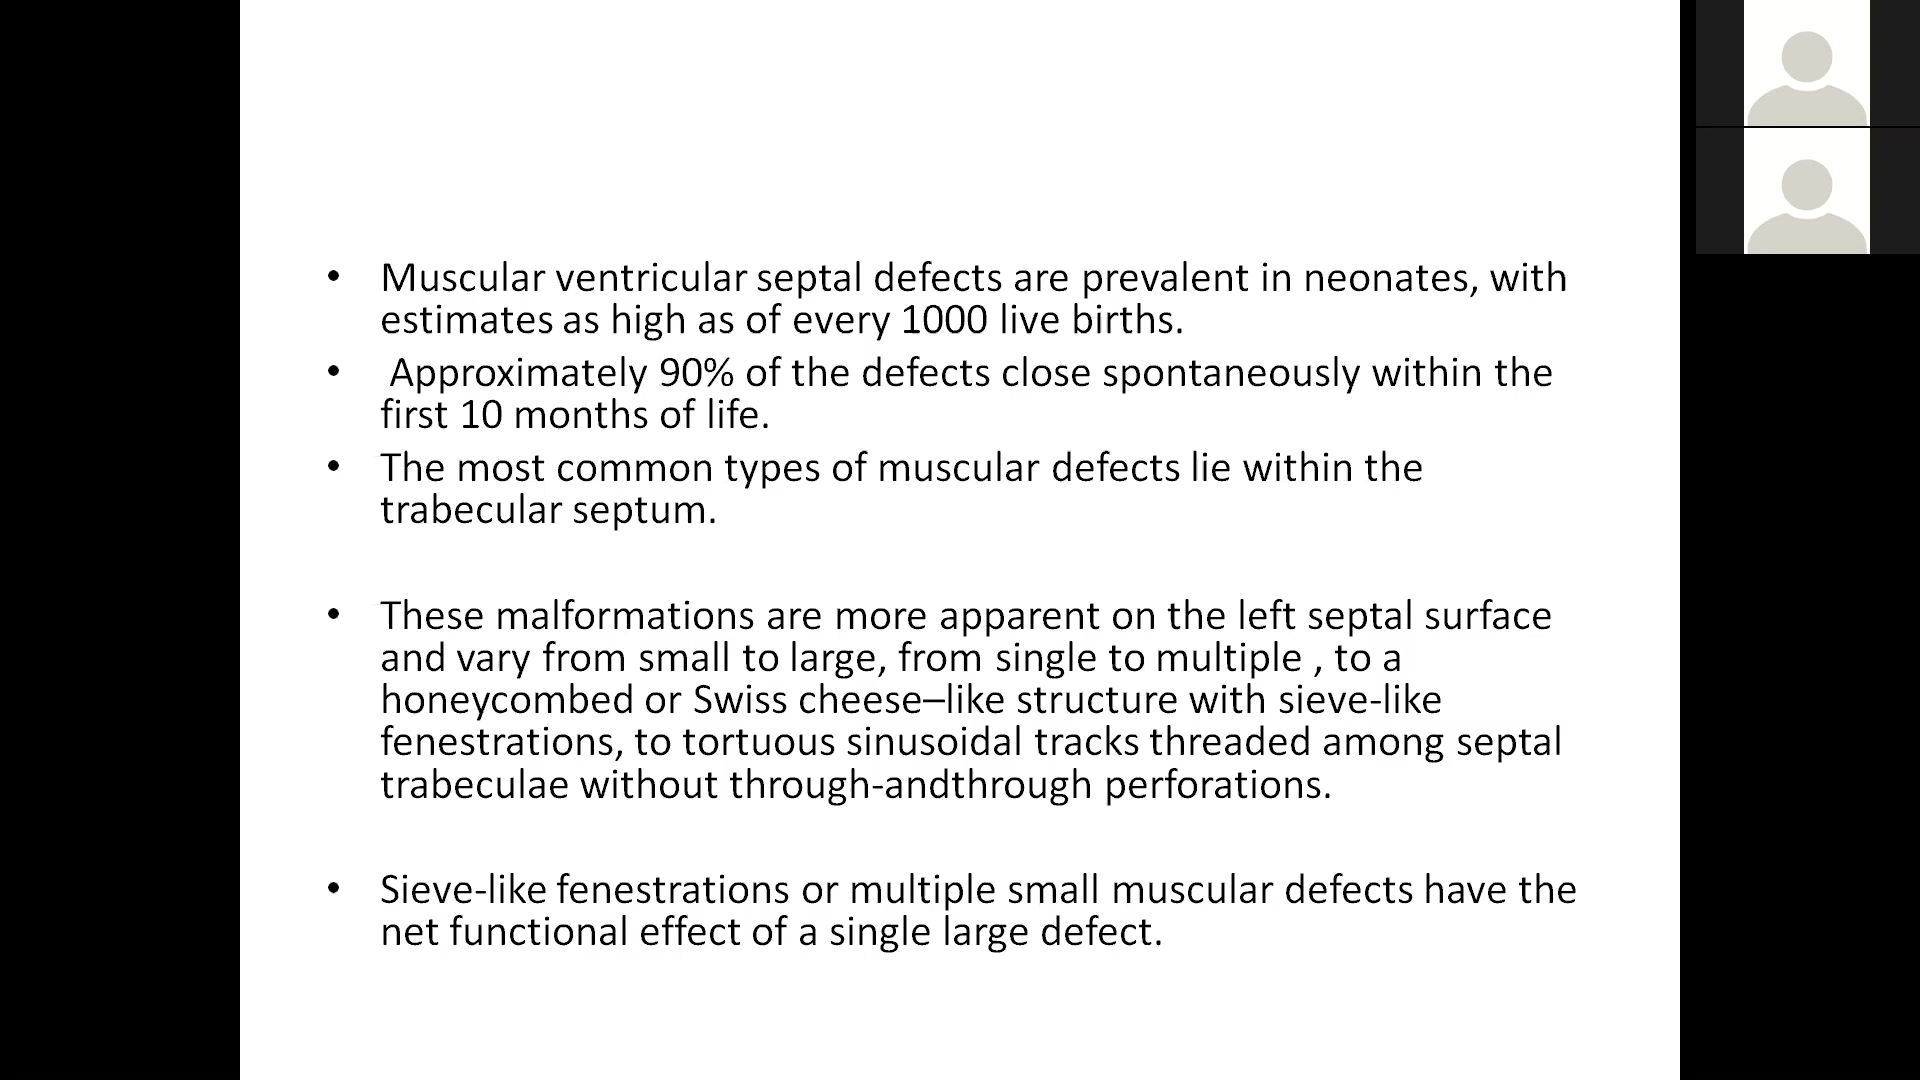 • Muscular ventricular septal defects are prevalent in neonates, with
estimates as high as of every 1000 live births.
• Approximately 90% of the defects close spontaneously within the
first 10 months of life.
• The most common types of muscular defects lie within the
trabecular septum.
• These malformations are more apparent on the left septal surface
and vary from small to large, from single to multiple , to a
honeycombed or Swiss cheese–like structure with sieve-like
fenestrations, to tortuous sinusoidal tracks threaded among septal
trabeculae without through-andthrough perforations.
• Sieve-like fenestrations or multiple small muscular defects have the
net functional effect of a single large defect.